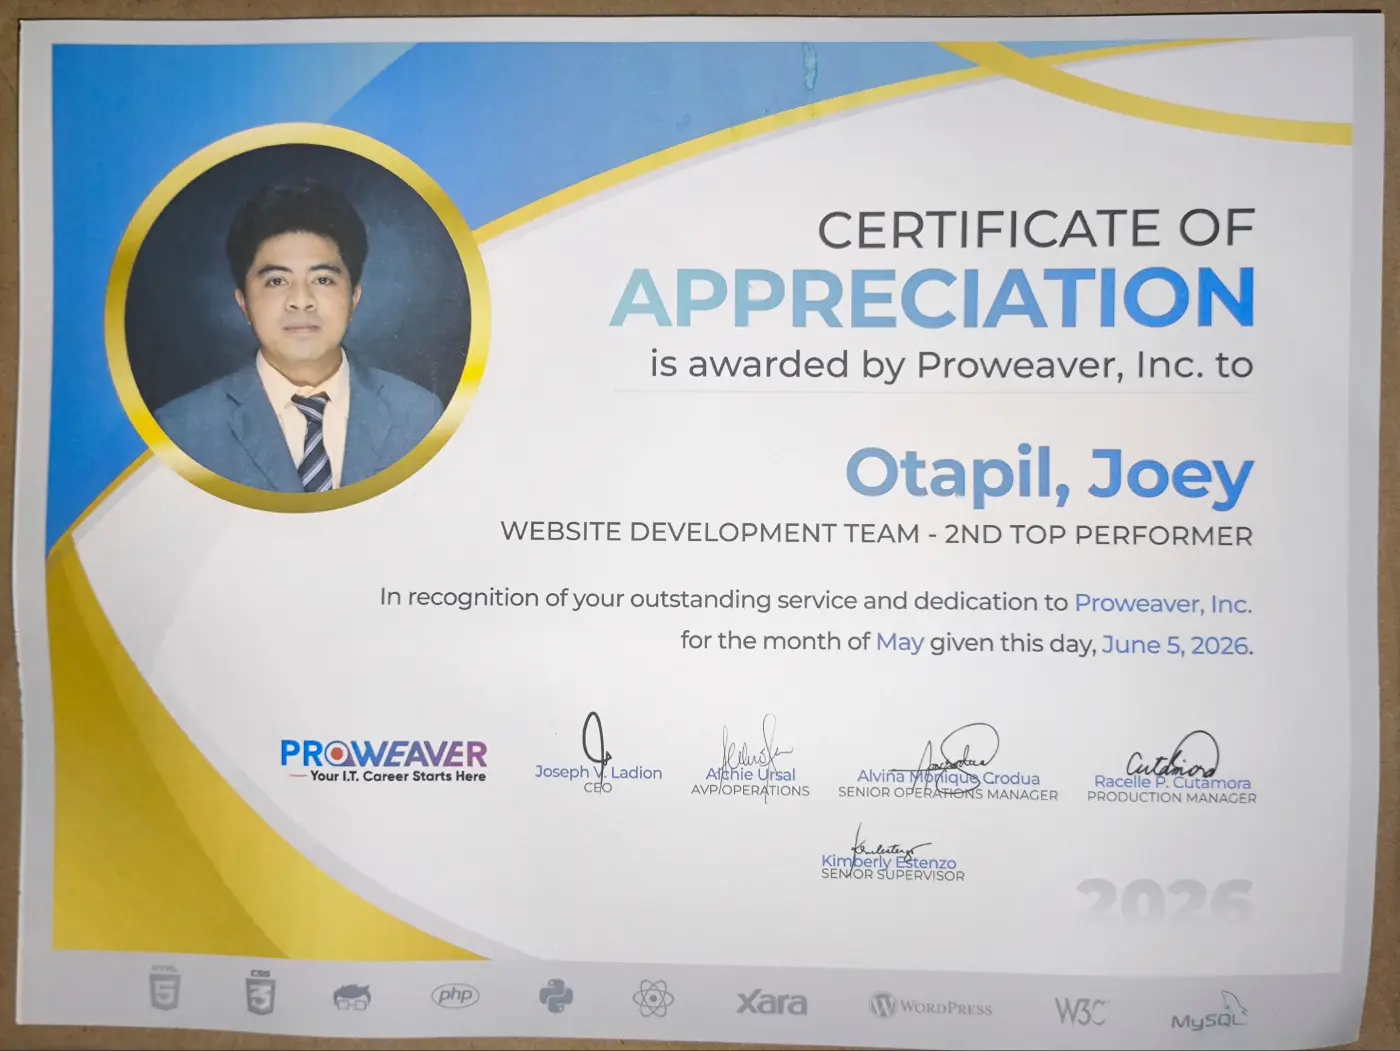 CERTIFICATE OF
APPRECIATION
is awarded by Proweaver, Inc. to
Otapil, Joey
WEBSITE DEVELOPMENT TEAM - 2ND TOP PERFORMER
In recognition of your outstanding service and dedication to Proweaver, Inc.
for the month of May given this day, June 5, 2026.
PROWEAVER
Your I.T. Career Starts Here
Joseph V. Ladion
CEO
Archie Ursal
AVP/OPERATIONS
Alvina Monique Crodua
SENIOR OPERATIONS MANAGER
Cutamora
Racelle P. Cutamora
PRODUCTION MANAGER
Kimberly Estenzo
SENIOR SUPERVISOR
2026
HTML 5
CSS 3
php
Xara
WORDPRESS
W3C
MySQL